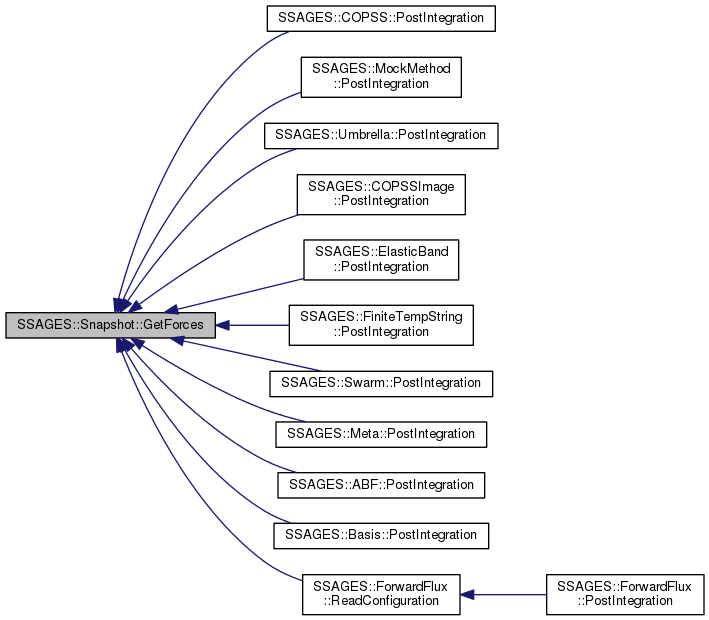 SSAGES::COPSS::PostIntegration
SSAGES::MockMethod
::PostIntegration
SSAGES::Umbrella::PostIntegration
SSAGES::COPSSImage
::PostIntegration
SSAGES::ElasticBand
::PostIntegration
SSAGES::Snapshot::GetForces
SSAGES::FiniteTempString
::PostIntegration
SSAGES::Swarm::PostIntegration
SSAGES::Meta::PostIntegration
SSAGES::ABF::PostIntegration
SSAGES::Basis::PostIntegration
SSAGES::ForwardFlux
::ReadConfiguration
SSAGES::ForwardFlux
::PostIntegration